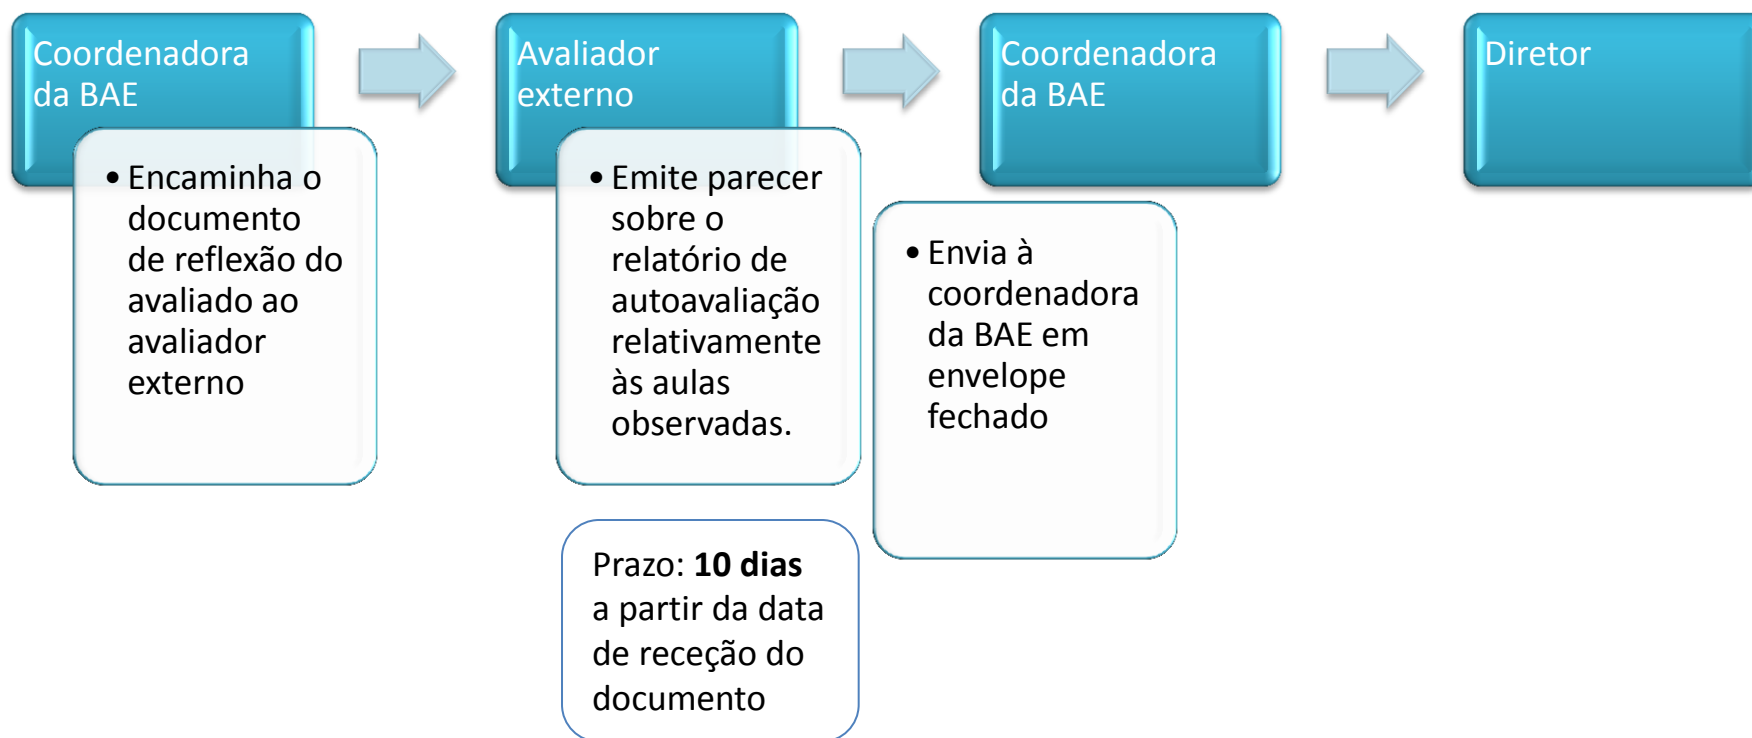 Coordenadora
da BAE
• Encaminha o
documento
de reflexão do
avaliado ao
avaliador
externo
Avaliador
externo
• Emite parecer
sobre o
relatório de
autoavaliação
relativamente
às aulas
observadas.
Prazo: 10 dias
a partir da data
de receção do
documento
Coordenadora
da BAE
• Envia à
coordenadora
da BAE em
envelope
fechado
Diretor